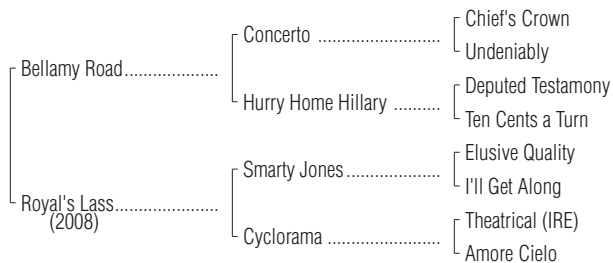 Chief's Crown
Concerto ........................
Undeniably
Bellamy Road.....................
Deputed Testamony
Hurry Home Hillary ..........
Ten Cents a Turn
Elusive Quality
Smarty Jones.....................
I'll Get Along
Royal's Lass.......................
(2008)
Theatrical (IRE)
Cyclorama ........................
Amore Cielo